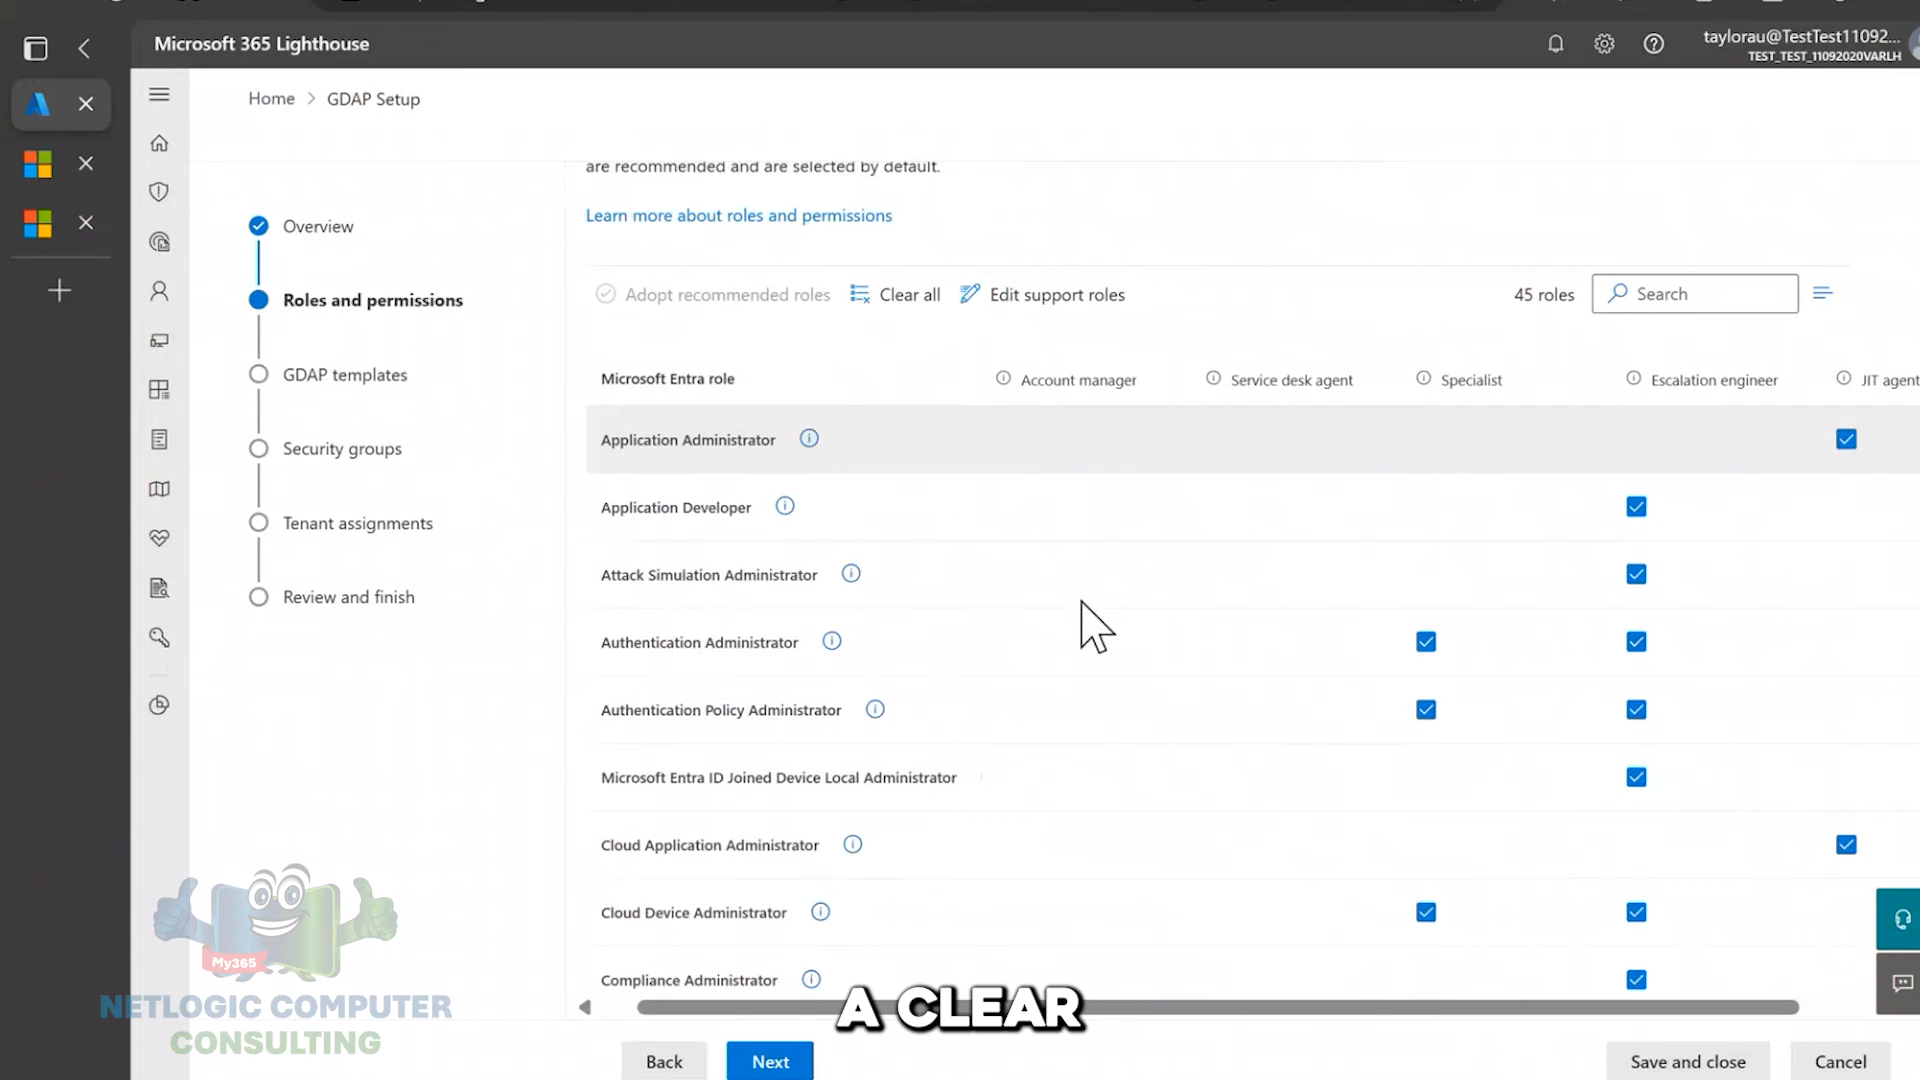 Microsoft 365 Lighthouse
taylorau@TestTest11092...
TEST_TEST_11092020VARLH
Home > GDAP Setup
are recommended and are selected by default.
Learn more about roles and permissions
Overview
Roles and permissions
GDAP templates
Security groups
Tenant assignments
Review and finish
Adopt recommended roles
Clear all
Edit support roles
45 roles
Search
Microsoft Entra role
Account manager
Service desk agent
Specialist
Escalation engineer
JIT agent
Application Administrator
Application Developer
Attack Simulation Administrator
Authentication Administrator
Authentication Policy Administrator
Microsoft Entra ID Joined Device Local Administrator
Cloud Application Administrator
Cloud Device Administrator
Compliance Administrator
My365
NETLOGIC COMPUTER
CONSULTING
A CLEAR
Back
Next
Save and close
Cancel